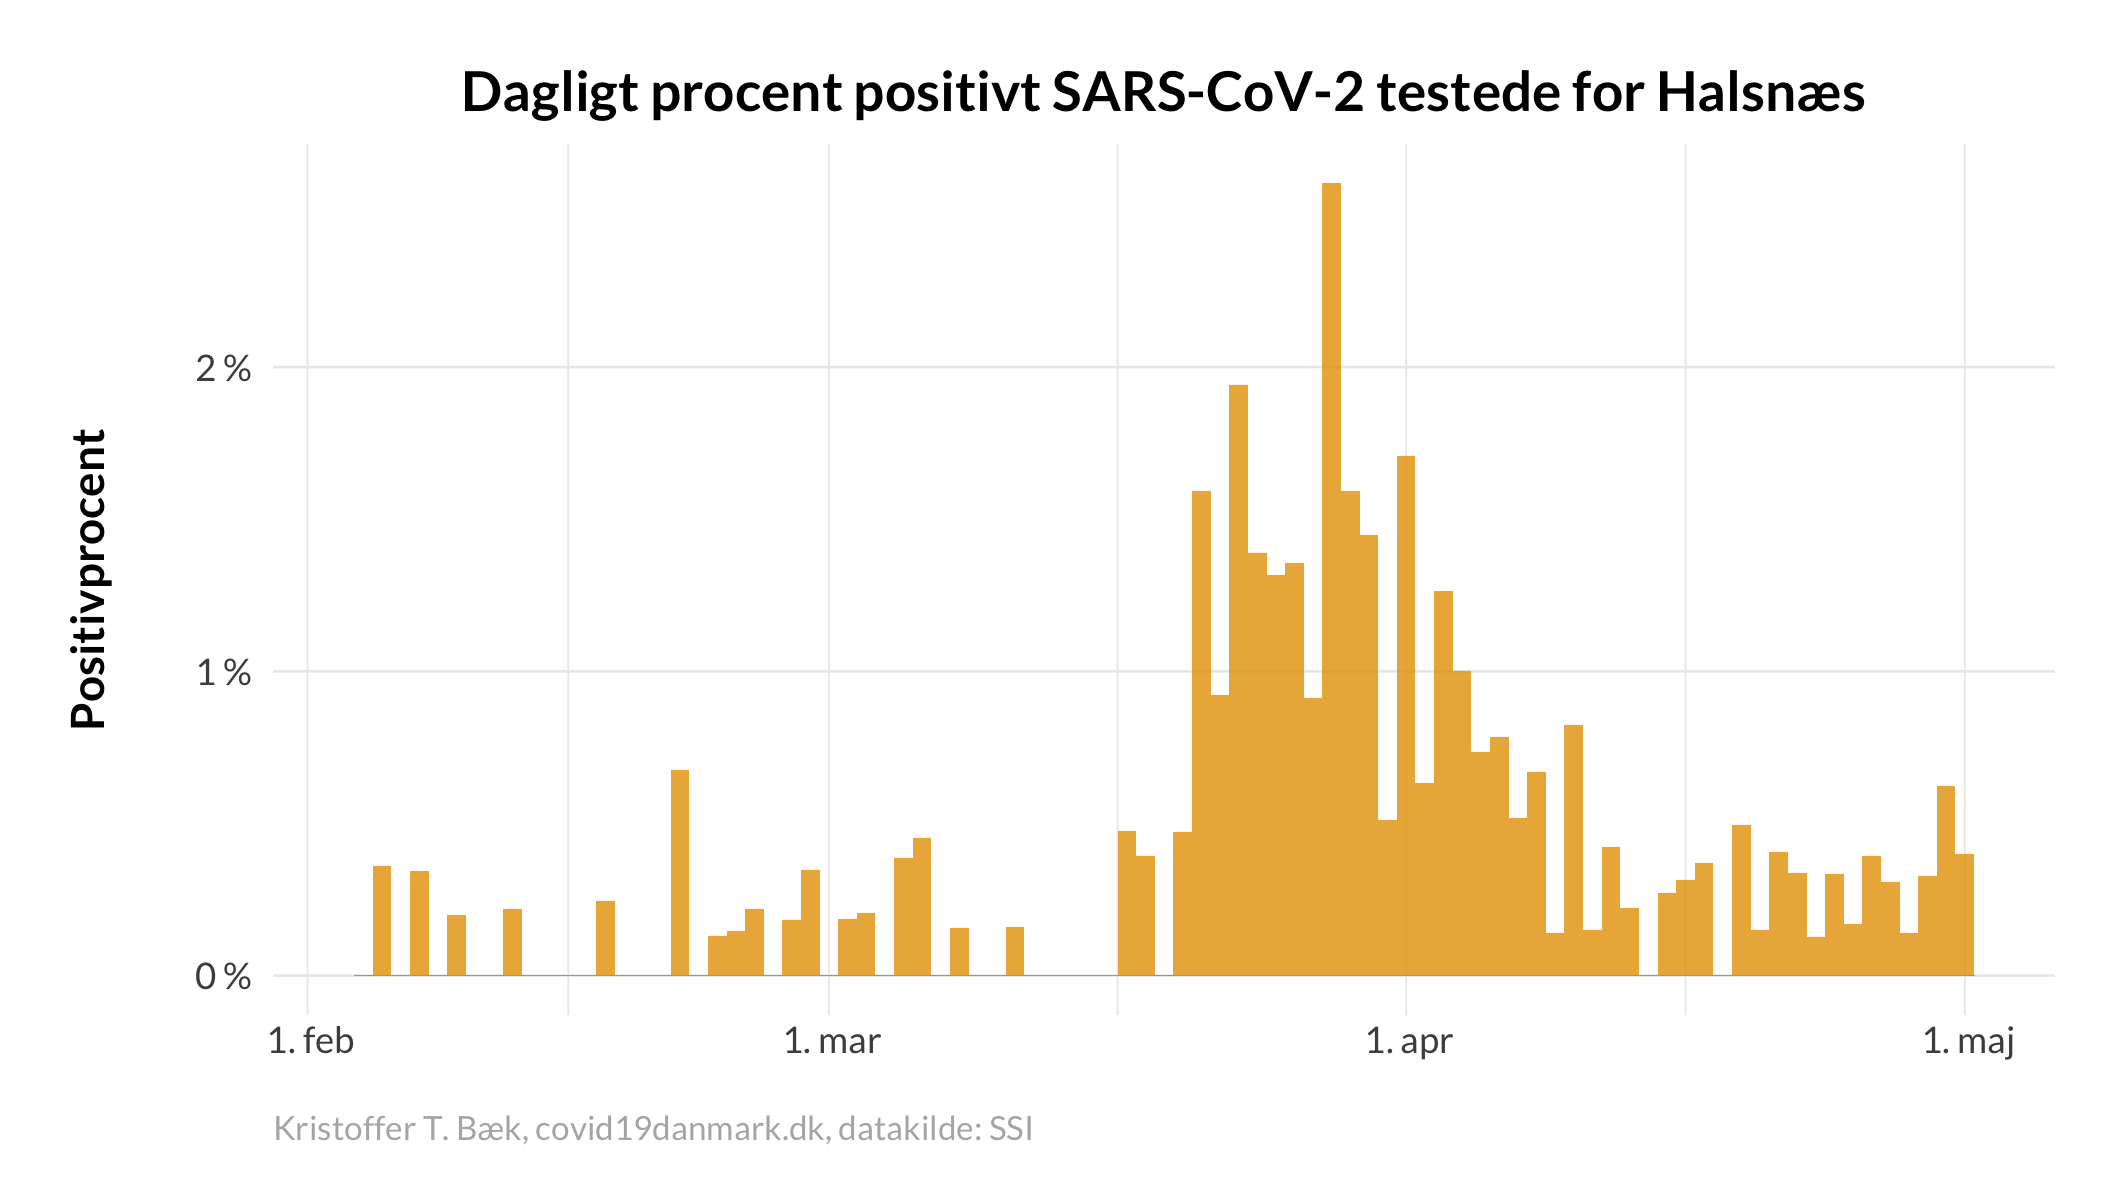 Dagligt procent positivt SARS-CoV-2 testede for Halsnæs
Positivprocent
2 %
1 %
0 %
1. feb
1. mar
1. apr
1. maj
Kristoffer T. Bæk, covid19danmark.dk, datakilde: SSI